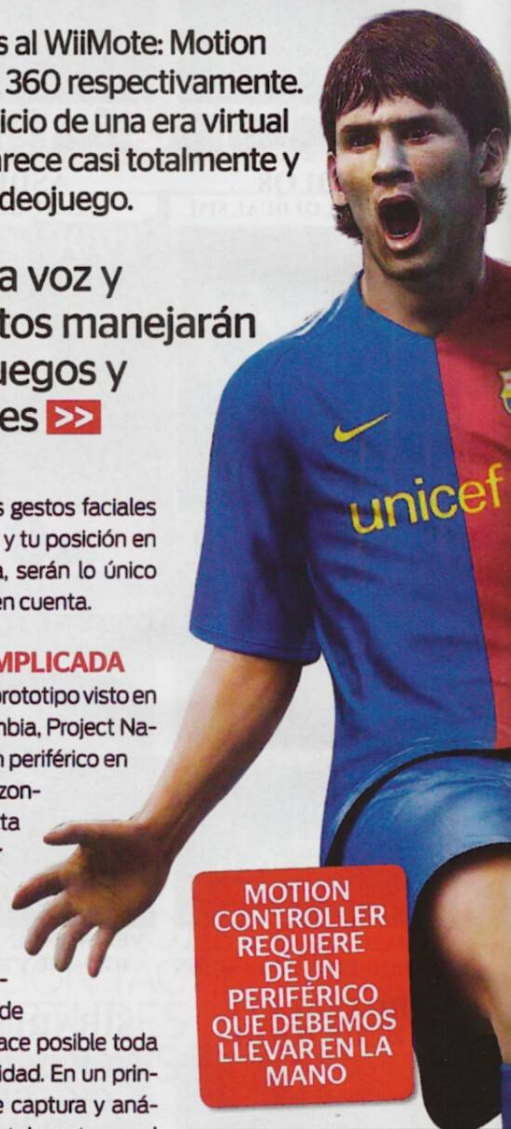 s al WiiMote: Motion
360 respectivamente.
icio de una era virtual
arece casi totalmente y
deojuego.
a voz y
tos manejarán
uegos y
es >>
s gestos faciales
y tu posición en
a, serán lo único
en cuenta.
MPLICADA
prototipo visto en
mbia, Project Na-
n periférico en
zon-
ta
-
de
ace posible toda
idad. En un prin-
e captura y aná-
unicef
MOTION
CONTROLLER
REQUIERE
DE UN
PERIFÉRICO
QUE DEBEMOS
LLEVAR EN LA
MANO